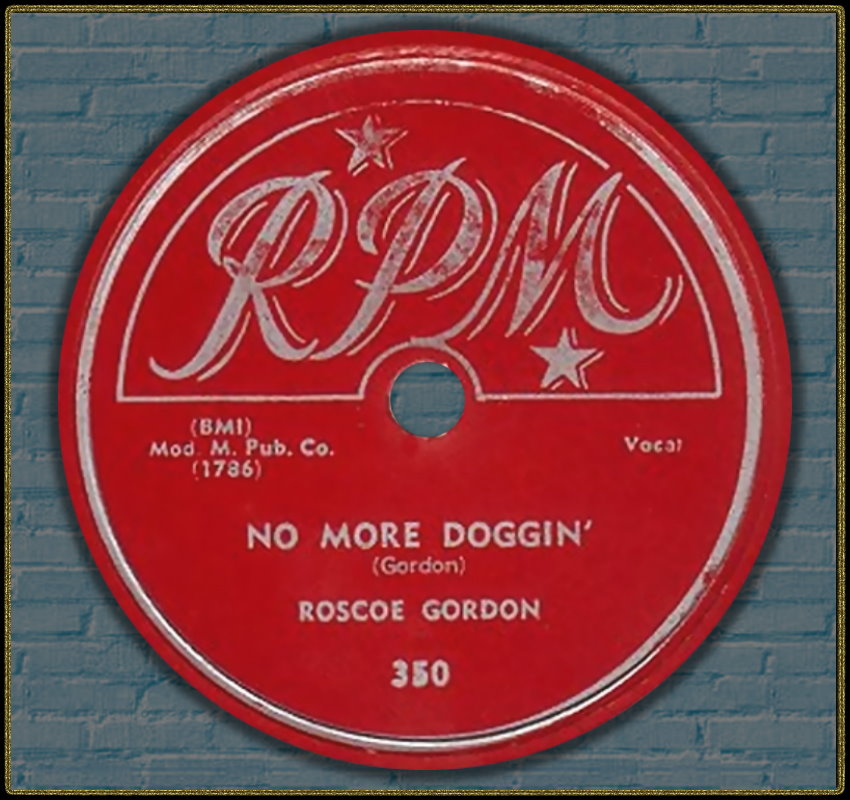 RPM
(BMI)
Mod. M. Pub. Co.
(1786)
Vocal
NO MORE DOGGIN'
(Gordon)
ROSCOE GORDON
350